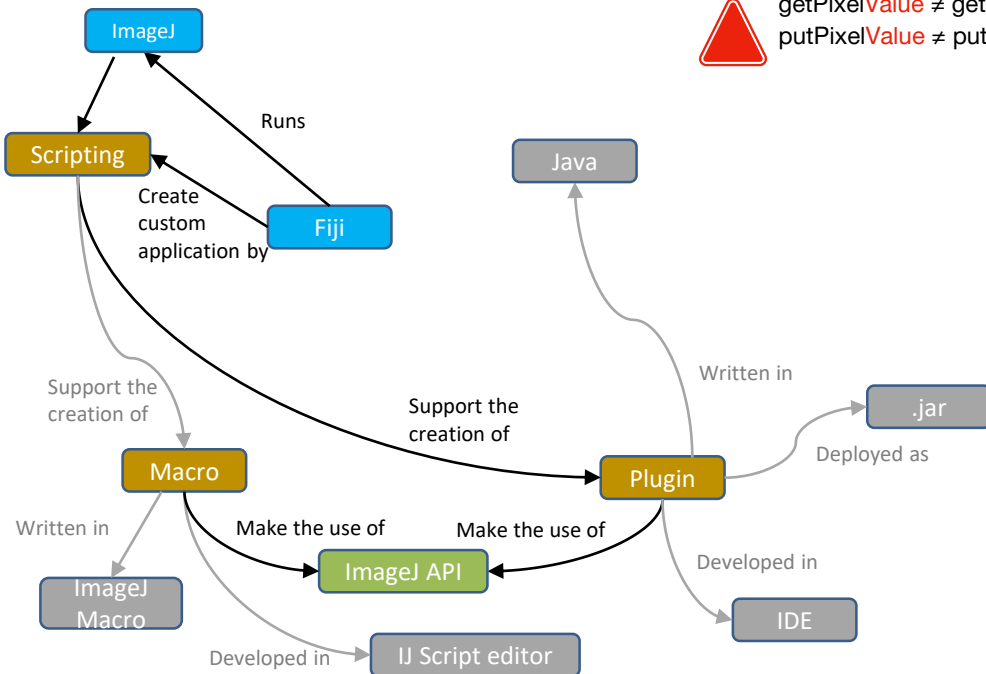 ImageJ
getPixelValue ≠ get
putPixelValue ≠ put
Runs
Scripting
Java
Create
custom
application by
Fiji
Written in
Support the
creation of
Support the
creation of
.jar
Deployed as
Macro
Plugin
Written in
Make the use of
Make the use of
Developed in
ImageJ API
ImageJ
Macro
IDE
Developed in
IJ Script editor